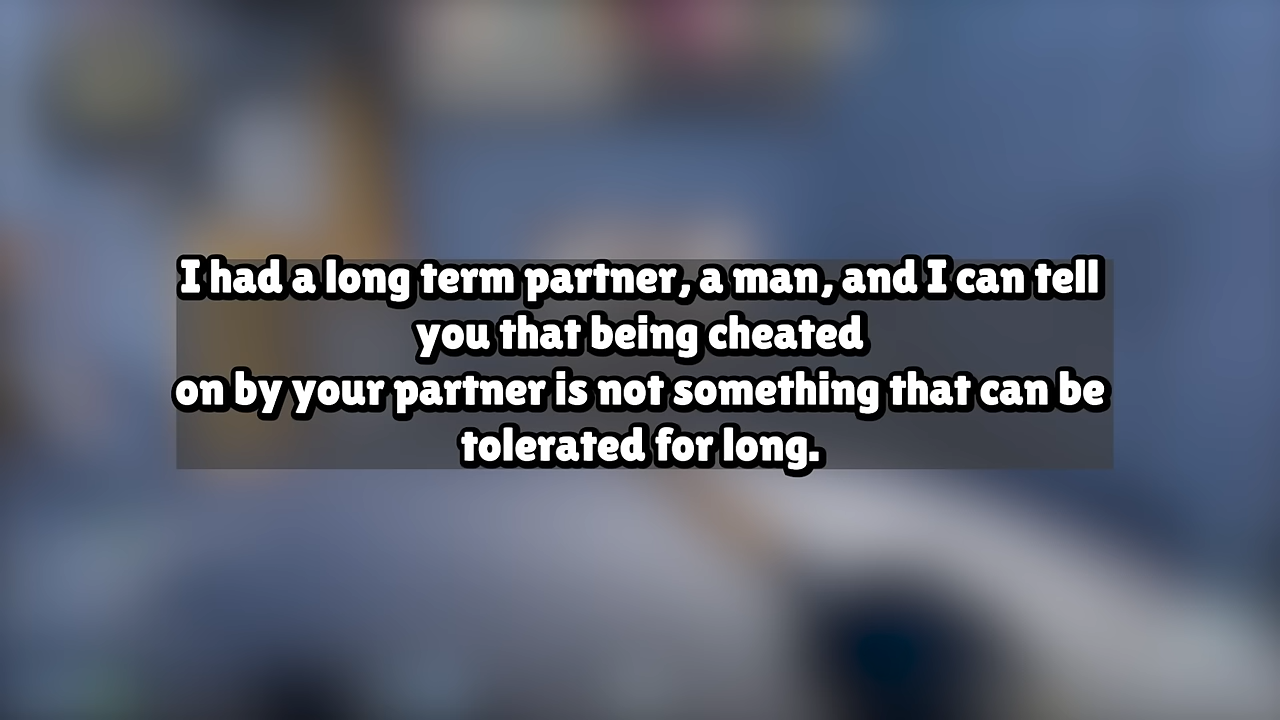 I had a long term partner, a man, and I can tell
you that being cheated
on by your partner is not something that can be
tolerated for long.